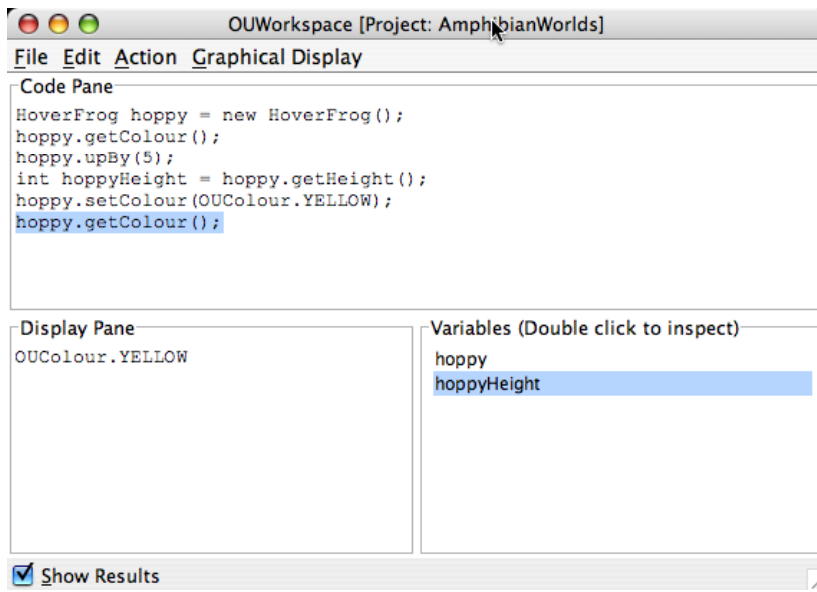 OUWorkspace [Project: AmphibianWorlds]
File Edit Action Graphical Display
Code Pane
HoverFrog hoppy = new HoverFrog();
hoppy.getColour();
hoppy.upBy(5);
int hoppyHeight = hoppy.getHeight();
hoppy.setColour(OUColour.YELLOW);
hoppy.getColour();
Display Pane
OUColour.YELLOW
Variables (Double click to inspect)
hoppy
hoppyHeight
Show Results